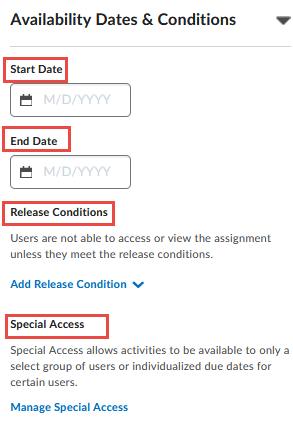 Availability Dates & Conditions
Start Date
M/D/YYYY
End Date
M/D/YYYY
Release Conditions
Users are not able to access or view the assignment
unless they meet the release conditions.
Add Release Condition
Special Access
Special Access allows activities to be available to only a
select group of users or individualized due dates for
certain users.
Manage Special Access